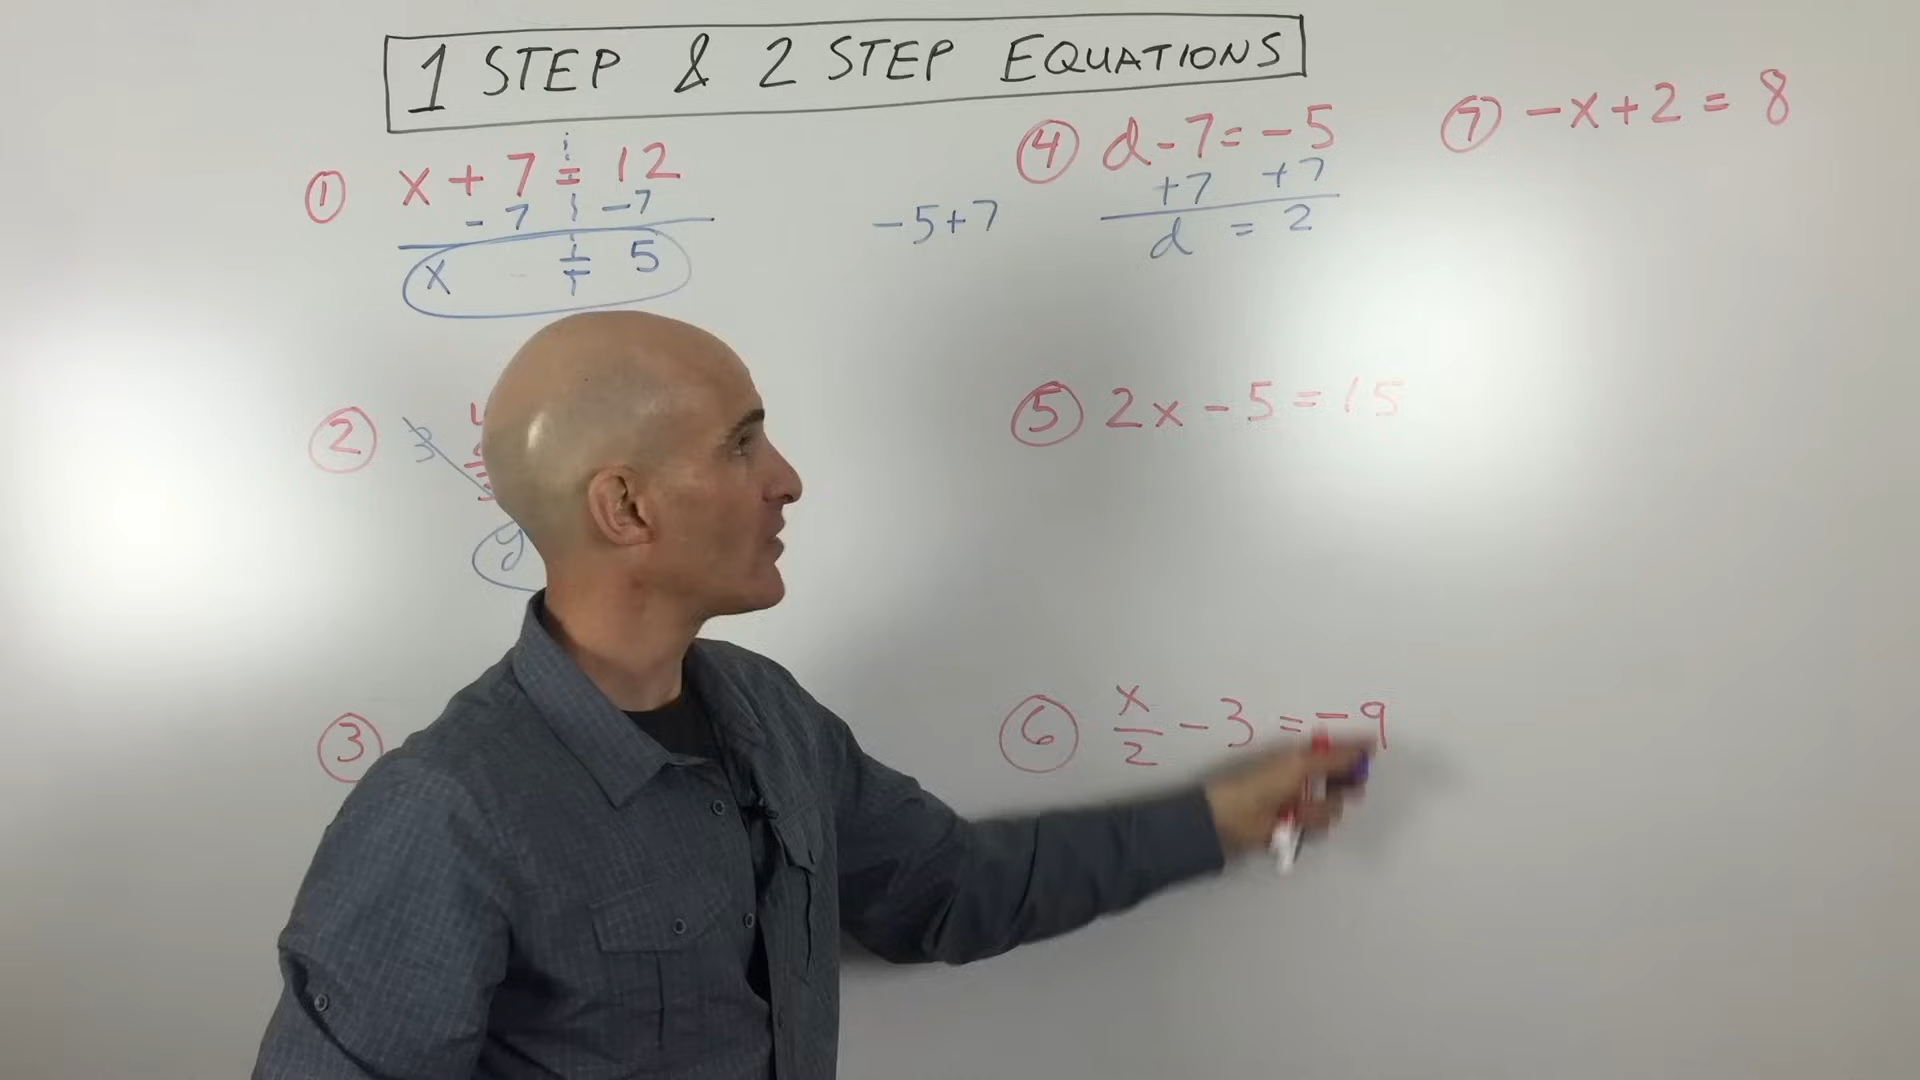 1 STEP & 2 STEP EQUATIONS
① x + 7 = 12
- 7 - 7
x = 5
② 3
y
③
-5+7
④ d - 7 = -5
+7 +7
d = 2
⑤ 2x - 5 = 15
⑥ x/2 - 3 = -9
⑦ -x + 2 = 8